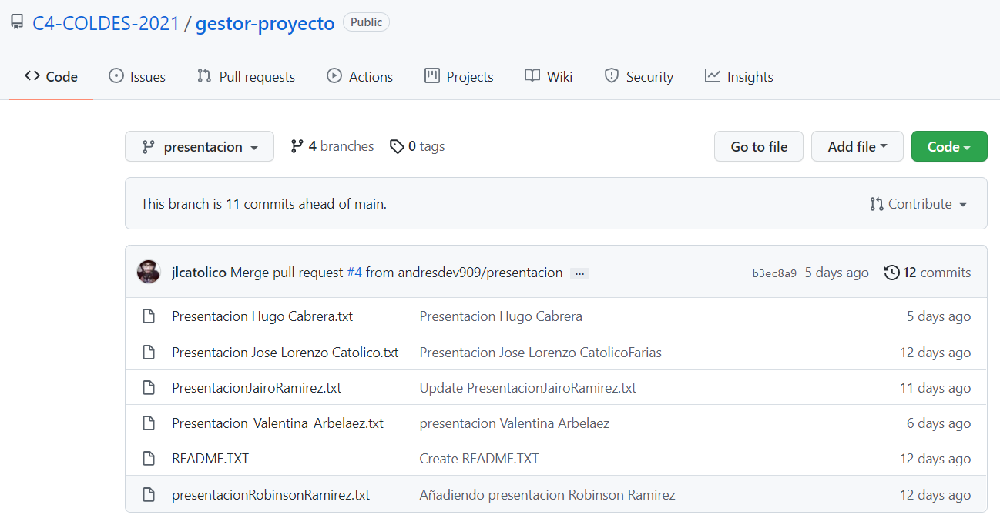 C4-COLDES-2021 / gestor-proyecto Public
Code Issues Pull requests Actions Projects Wiki Security Insights
presentacion 4 branches 0 tags Go to file Add file Code
This branch is 11 commits ahead of main. Contribute
jlcatolico Merge pull request #4 from andresdev909/presentacion ... b3ec8a9 5 days ago 12 commits
Presentacion Hugo Cabrera.txt Presentacion Hugo Cabrera 5 days ago
Presentacion Jose Lorenzo Catolico.txt Presentacion Jose Lorenzo CatolicoFarias 12 days ago
PresentacionJairoRamirez.txt Update PresentacionJairoRamirez.txt 11 days ago
Presentacion_Valentina_Arbelaez.txt presentacion Valentina Arbelaez 6 days ago
README.TXT Create README.TXT 12 days ago
presentacionRobinsonRamirez.txt Añadiendo presentacion Robinson Ramirez 12 days ago